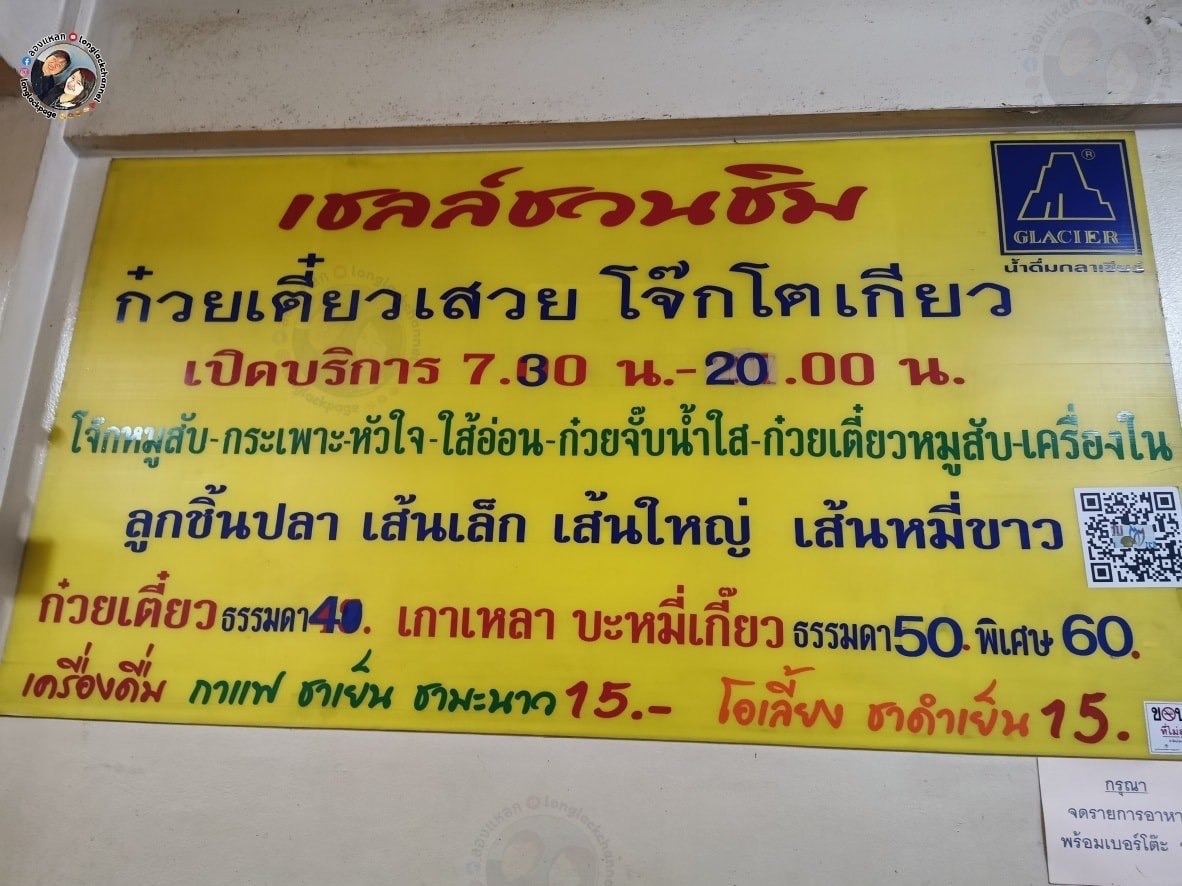 ลองแหลก longlackchannel
longlackpage
เชลล์ชวนชิม
GLACIER
น้ำดื่มกลาเซียร์
ก๋วยเตี๋ยวเสวย โจ๊กโตเกียว
เปิดบริการ 7.30 น.-20.00 น.
โจ๊กหมูสับ-กระเพาะ-หัวใจ-ไส้อ่อน-ก๋วยจั๊บน้ำใส-ก๋วยเตี๋ยวหมูสับ-เครื่องใน
ลูกชิ้นปลา เส้นเล็ก เส้นใหญ่ เส้นหมี่ขาว
ก๋วยเตี๋ยว ธรรมดา 40. เกาเหลา บะหมี่เกี๊ยว ธรรมดา 50. พิเศษ 60.
เครื่องดื่ม กาแฟ ชาเย็น ชามะนาว 15.- โอเลี้ยง ชาดำเย็น 15.
กรุณา
จดรายการอาหา
พร้อมเบอร์โต๊ะ